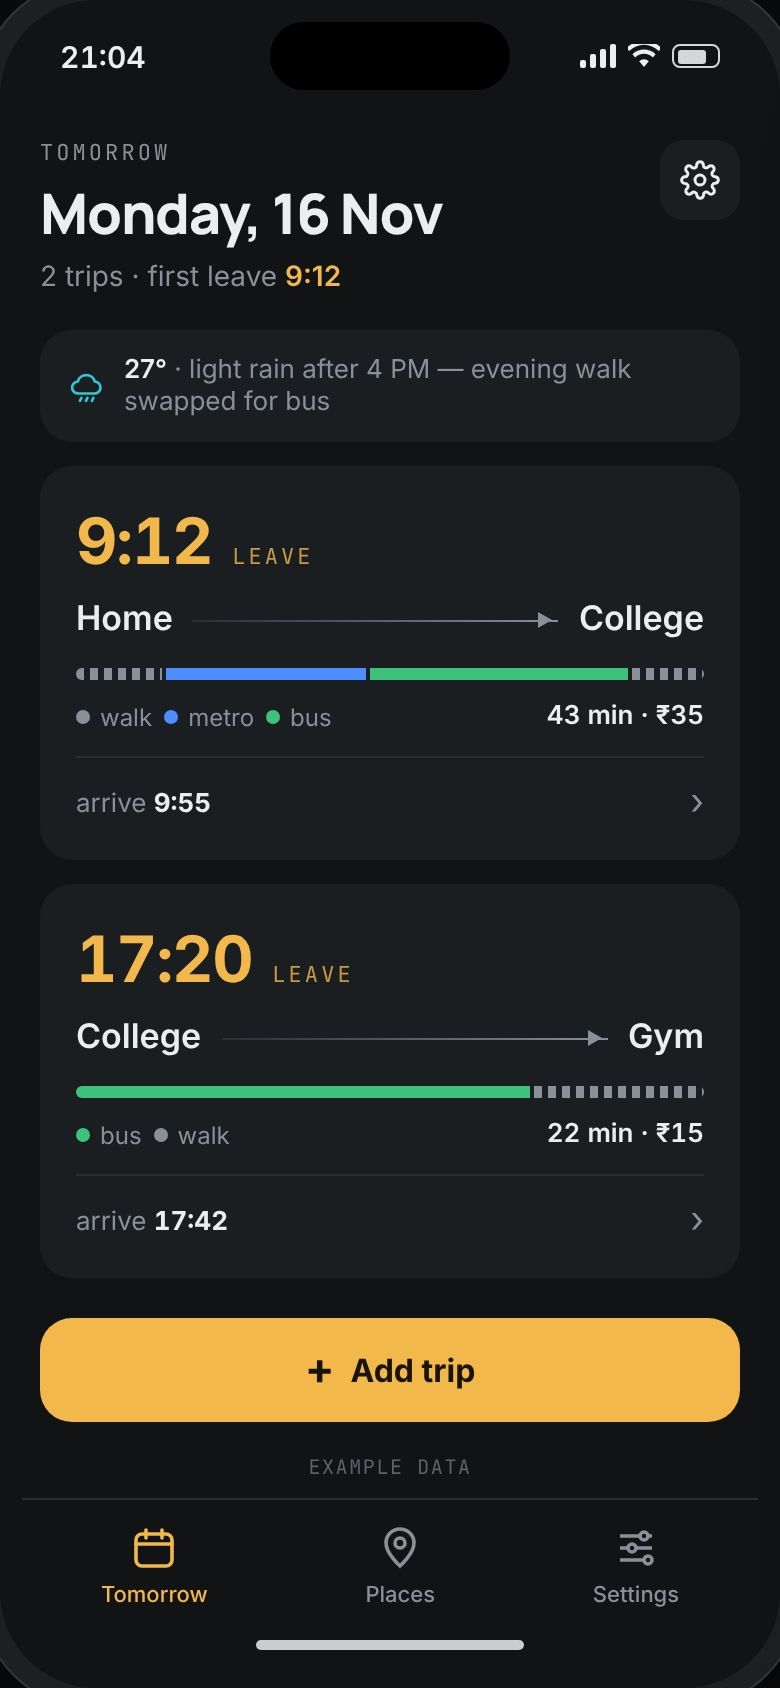 21:04
TOMORROW
Monday, 16 Nov
2 trips · first leave 9:12
27° · light rain after 4 PM — evening walk
swapped for bus
9:12 LEAVE
Home College
walk metro bus 43 min · ₹35
arrive 9:55 ›
17:20 LEAVE
College Gym
bus walk 22 min · ₹15
arrive 17:42 ›
+ Add trip
EXAMPLE DATA
Tomorrow Places Settings